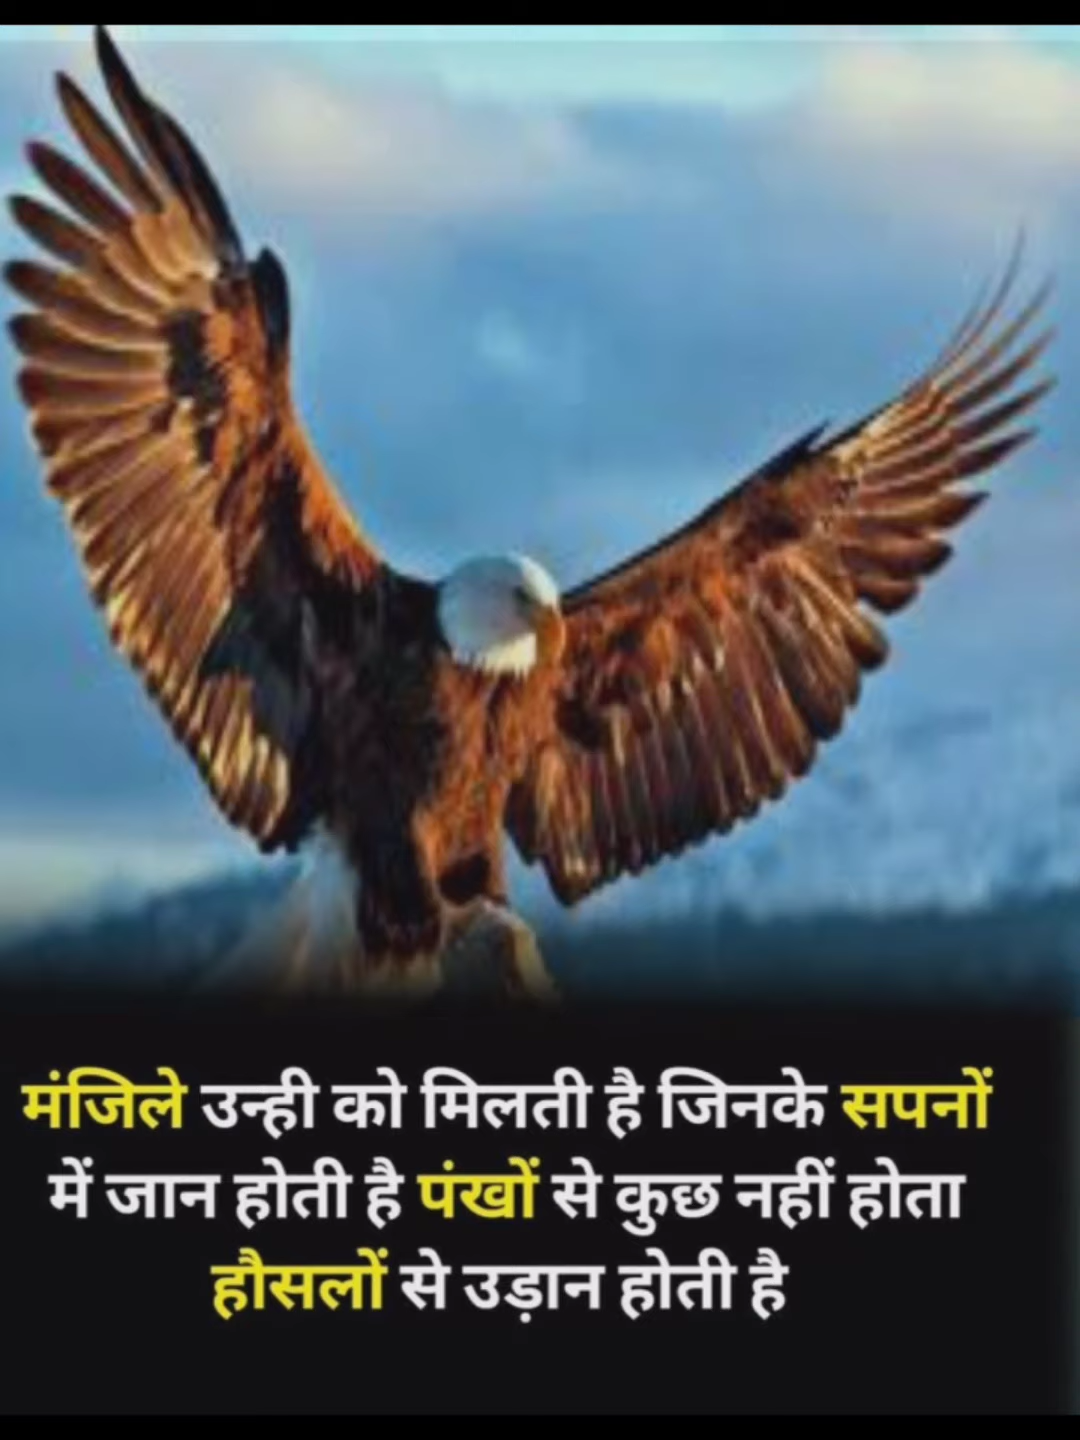 मंजिले उन्ही को मिलती है जिनके सपनों
में जान होती है पंखों से कुछ नहीं होता
हौसलों से उड़ान होती है